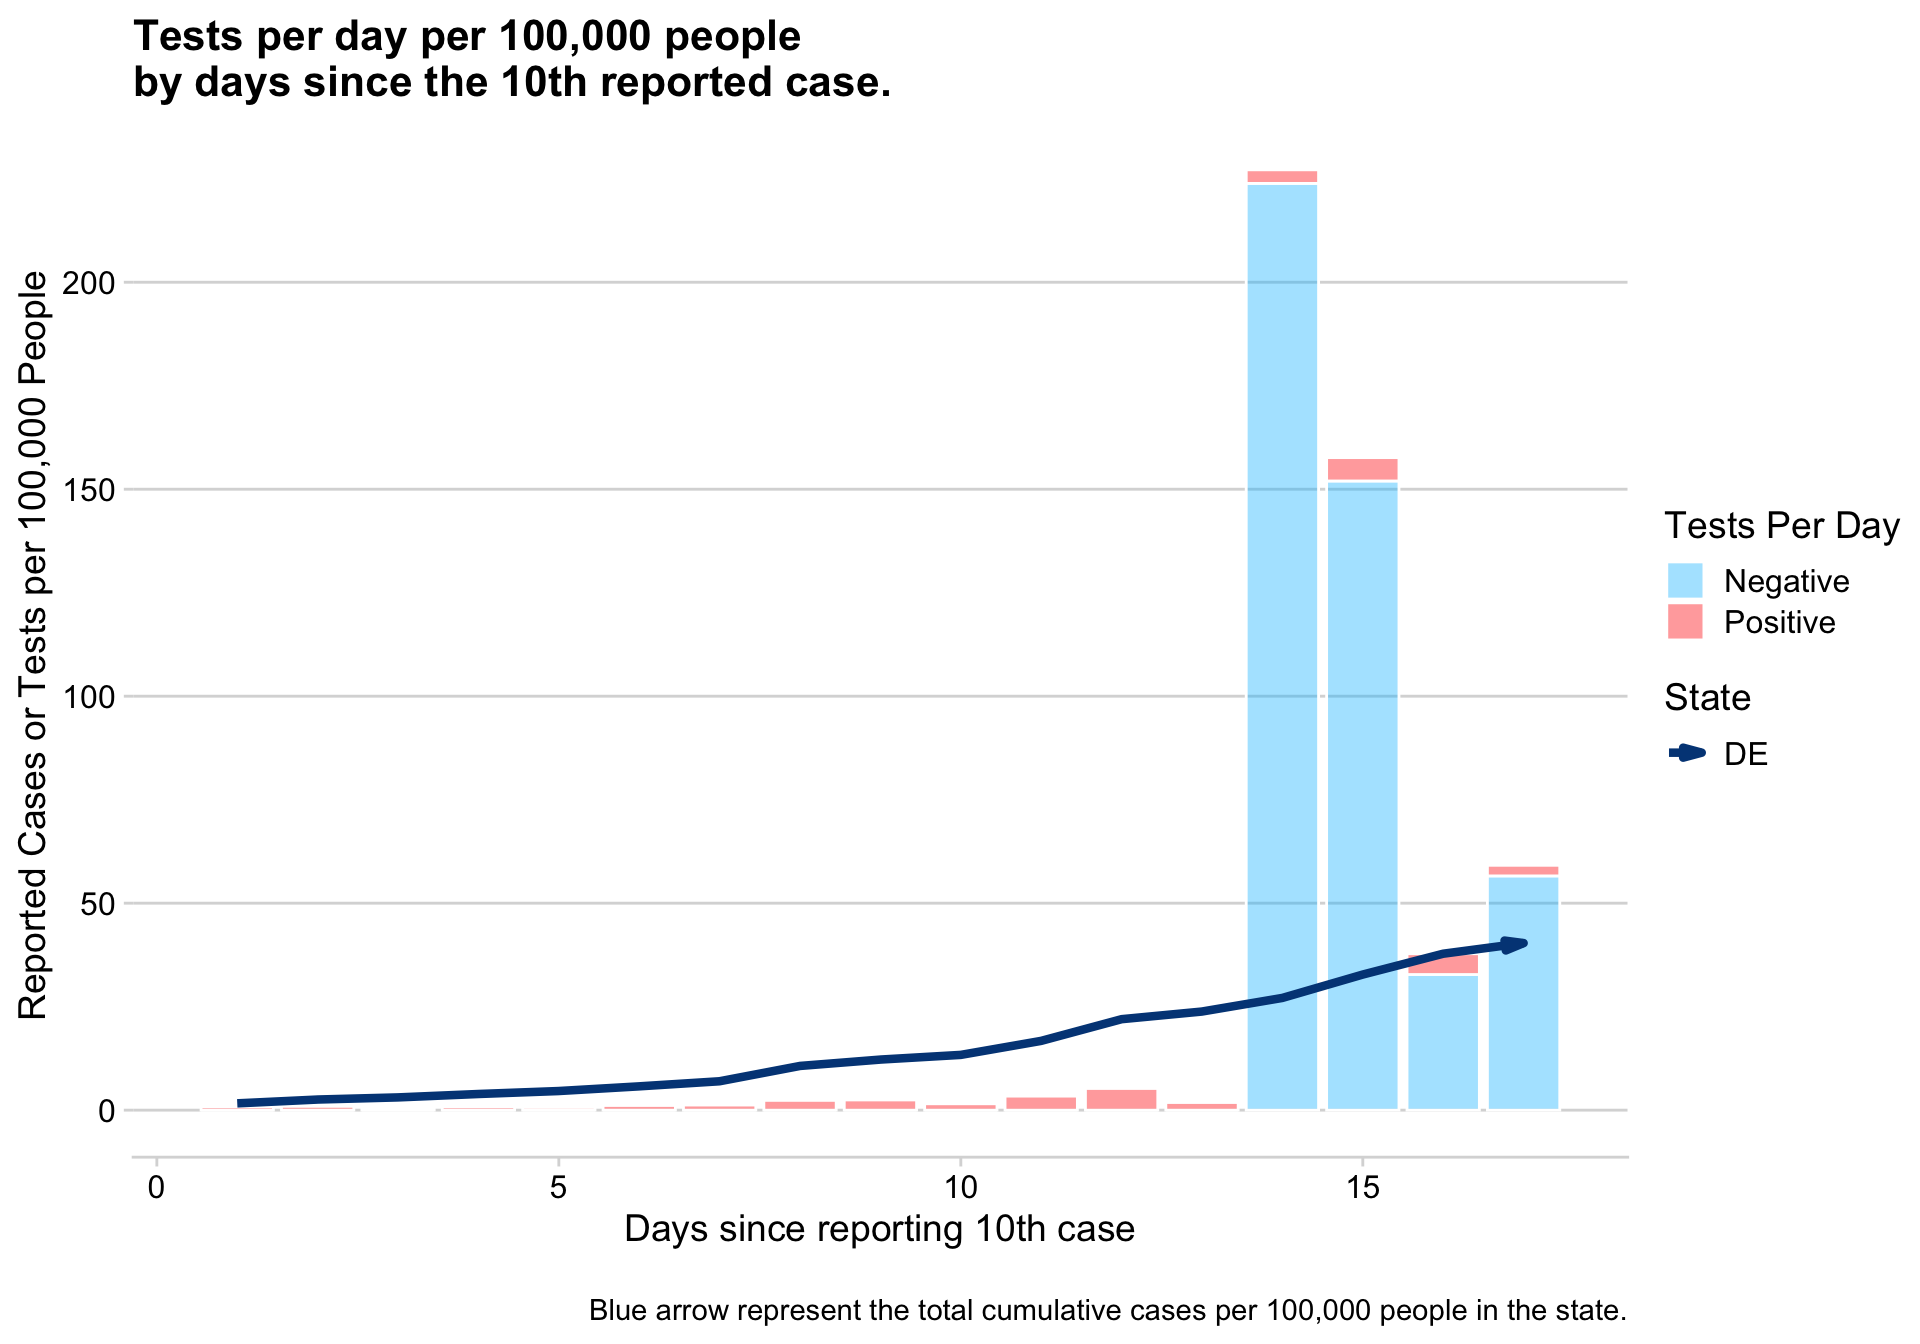 Tests per day per 100,000 people
by days since the 10th reported case.
Reported Cases or Tests per 100,000 People
200
150
100
50
0
0
5
10
15
Days since reporting 10th case
Tests Per Day
Negative
Positive
State
DE
Blue arrow represent the total cumulative cases per 100,000 people in the state.